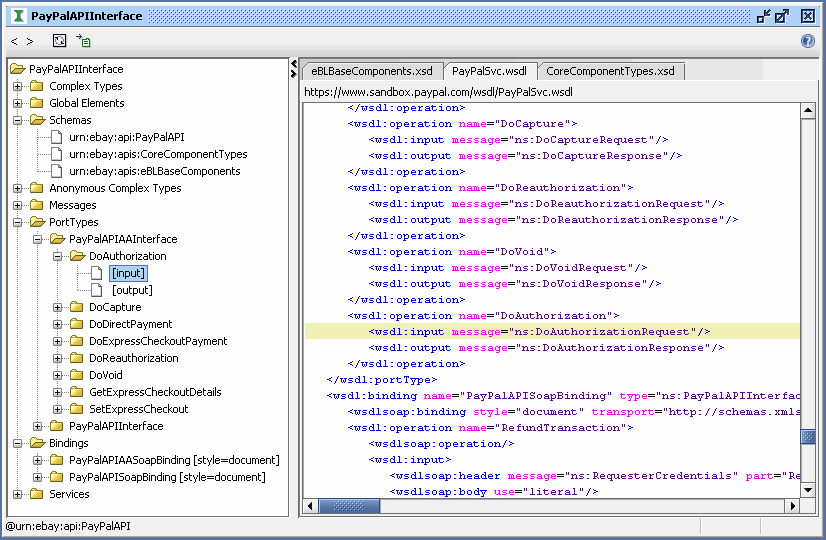 PayPalAPIInterface
< >
PayPalAPIInterface
Complex Types
Global Elements
Schemas
urn:ebay:api:PayPalAPI
urn:ebay:apis:CoreComponentTypes
urn:ebay:apis:eBLBaseComponents
Anonymous Complex Types
Messages
PortTypes
PayPalAPIAAInterface
DoAuthorization
[input]
[output]
DoCapture
DoDirectPayment
DoExpressCheckoutPayment
DoReauthorization
DoVoid
GetExpressCheckoutDetails
SetExpressCheckout
PayPalAPIInterface
Bindings
PayPalAPIAASoapBinding [style=document]
PayPalAPISoapBinding [style=document]
Services
eBLBaseComponents.xsd PayPalSvc.wsdl CoreComponentTypes.xsd
https://www.sandbox.paypal.com/wsdl/PayPalSvc.wsdl
</wsdl:operation>
<wsdl:operation name="DoCapture">
<wsdl:input message="ns:DoCaptureRequest"/>
<wsdl:output message="ns:DoCaptureResponse"/>
</wsdl:operation>
<wsdl:operation name="DoReauthorization">
<wsdl:input message="ns:DoReauthorizationRequest"/>
<wsdl:output message="ns:DoReauthorizationResponse"/>
</wsdl:operation>
<wsdl:operation name="DoVoid">
<wsdl:input message="ns:DoVoidRequest"/>
<wsdl:output message="ns:DoVoidResponse"/>
</wsdl:operation>
<wsdl:operation name="DoAuthorization">
<wsdl:input message="ns:DoAuthorizationRequest"/>
<wsdl:output message="ns:DoAuthorizationResponse"/>
</wsdl:operation>
</wsdl:portType>
<wsdl:binding name="PayPalAPISoapBinding" type="ns:PayPalAPIInterfac
<wsdlsoap:binding style="document" transport="http://schemas.xmls
<wsdl:operation name="RefundTransaction">
<wsdlsoap:operation/>
<wsdl:input>
<wsdlsoap:header message="ns:RequesterCredentials" part="Re
<wsdlsoap:body use="literal"/>
@urn:ebay:api:PayPalAPI